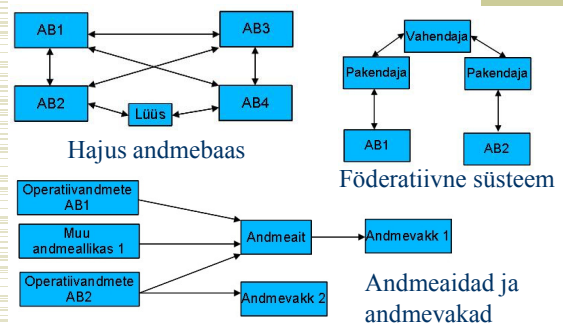 AB1
AB3
AB2
Lüüs
AB4
Hajus andmebaas
Vahendaja
Pakendaja
Pakendaja
AB1
AB2
Föderatiivne süsteem
Operatiivandmete
AB1
Muu
andmeallikas 1
Operatiivandmete
AB2
Andmeait
Andmevakk 1
Andmevakk 2
Andmeaidad ja
andmevakad